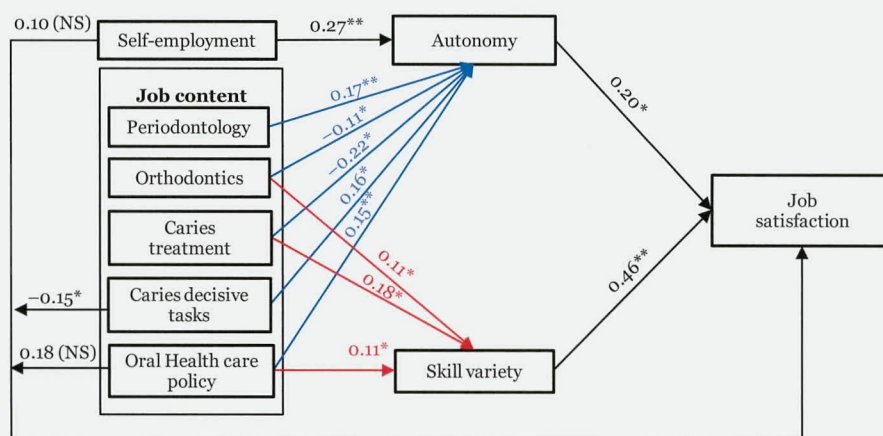 0.10 (NS)
Self-employment
0.27**
Autonomy
Job content
Periodontology
0.17**
−0.11*
−0.22*
0.16*
0.15**
0.20*
Orthodontics
Job
satisfaction
Caries
treatment
0.11*
0.18*
0.46**
−0.15*
Caries decisive
tasks
0.18 (NS)
Oral Health care
policy
0.11*
Skill variety